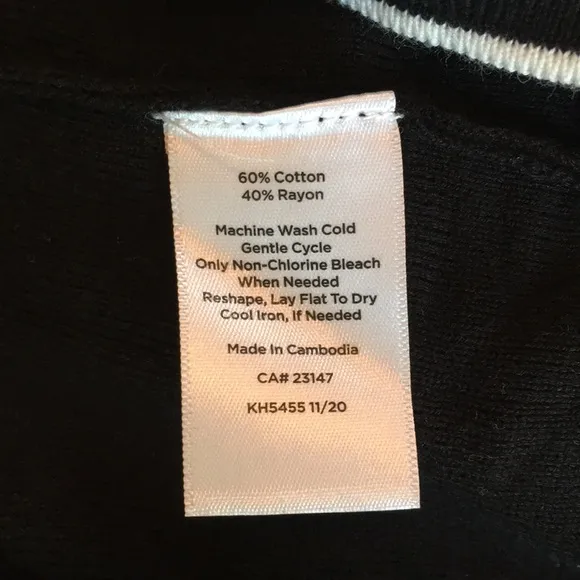 60% Cotton
40% Rayon
Machine Wash Cold
Gentle Cycle
Only Non-Chlorine Bleach
When Needed
Reshape, Lay Flat To Dry
Cool Iron, If Needed
Made In Cambodia
CA# 23147
KH5455 11/20